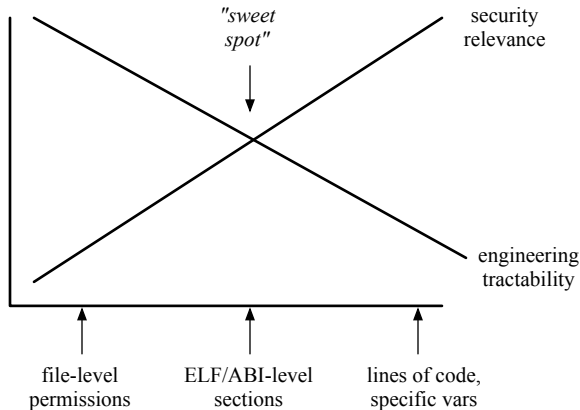 "sweet
spot"
security
relevance
engineering
tractability
file-level
permissions
ELF/ABI-level
sections
lines of code,
specific vars